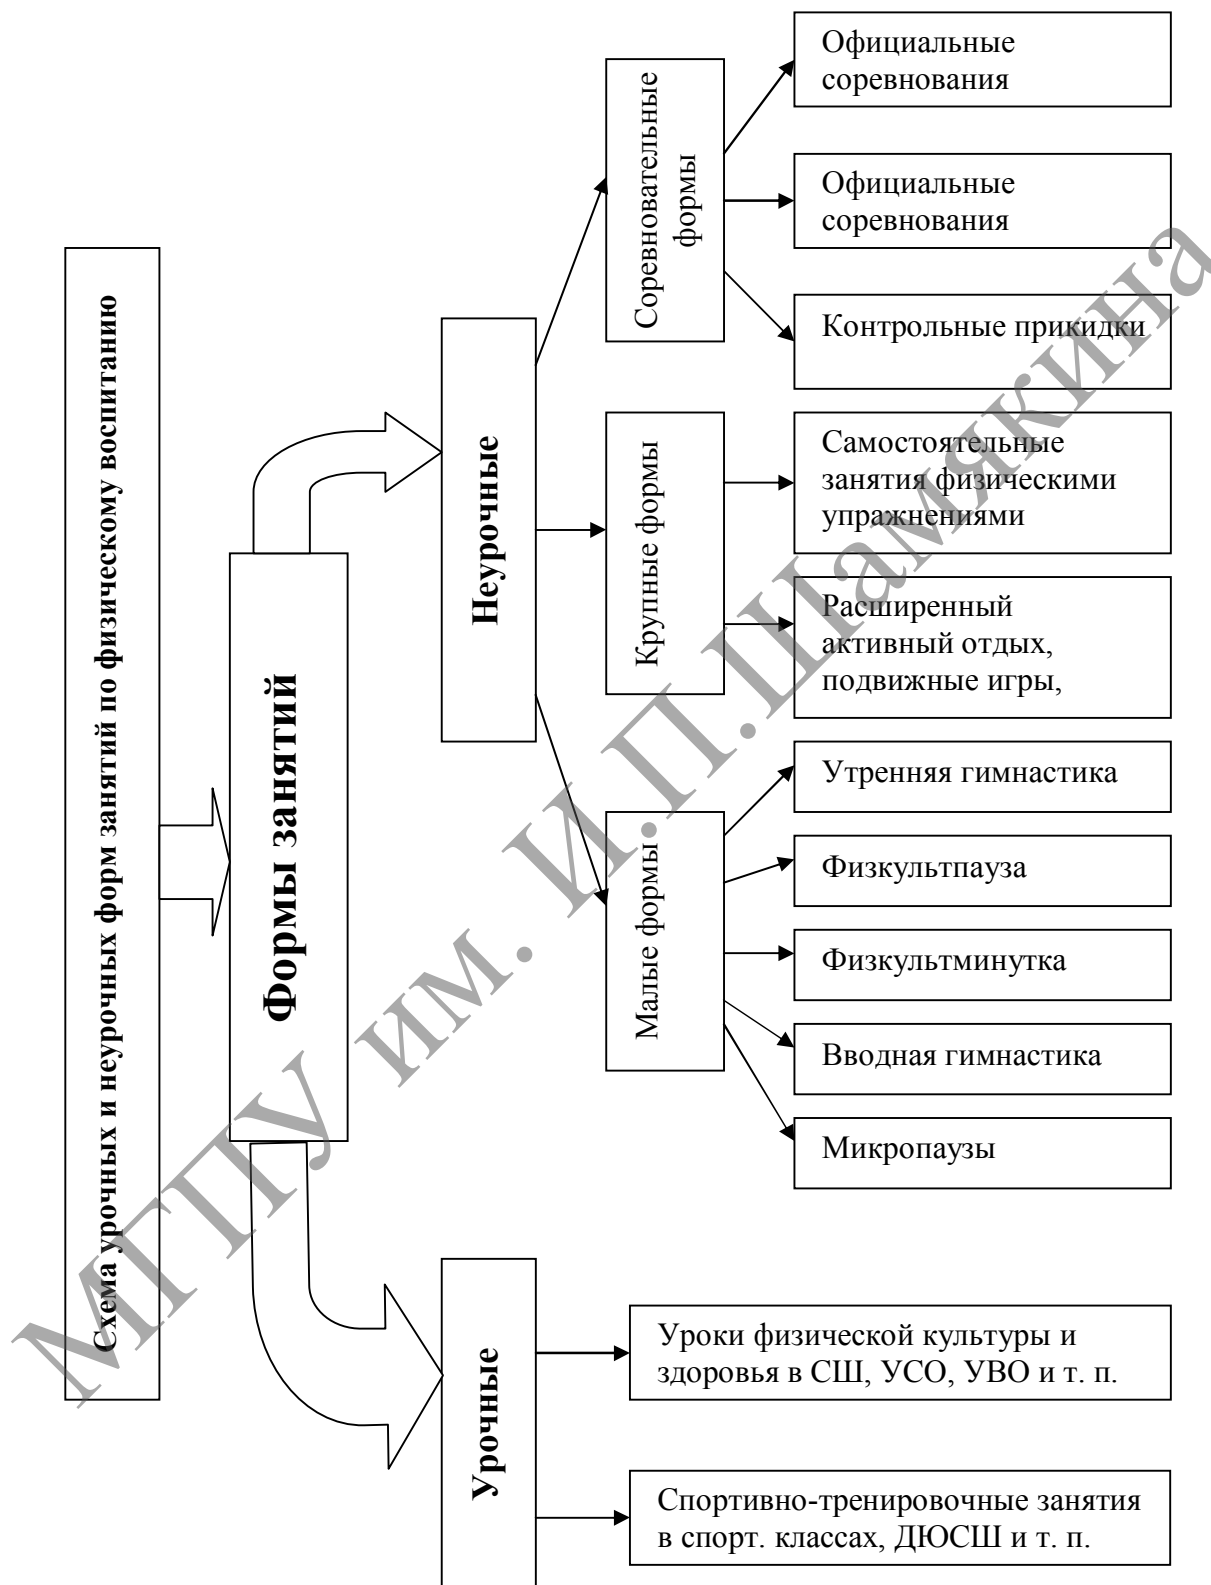 Схема урочных и неурочных форм занятий по физическому воспитанию
Формы занятий
Неурочные
Соревновательные
формы
Официальные
соревнования
Официальные
соревнования
Контрольные прикидки
Крупные формы
Самостоятельные
занятия физическими
упражнениями
Расширенный
активный отдых,
подвижные игры,
Малые формы
Утренняя гимнастика
Физкультпауза
Физкультминутка
Вводная гимнастика
Микропаузы
Урочные
Уроки физической культуры и
здоровья в СШ, УСО, УВО и т. п.
Спортивно-тренировочные занятия
в спорт. классах, ДЮСШ и т. п.
МГПУ им. И.П.Шамякина